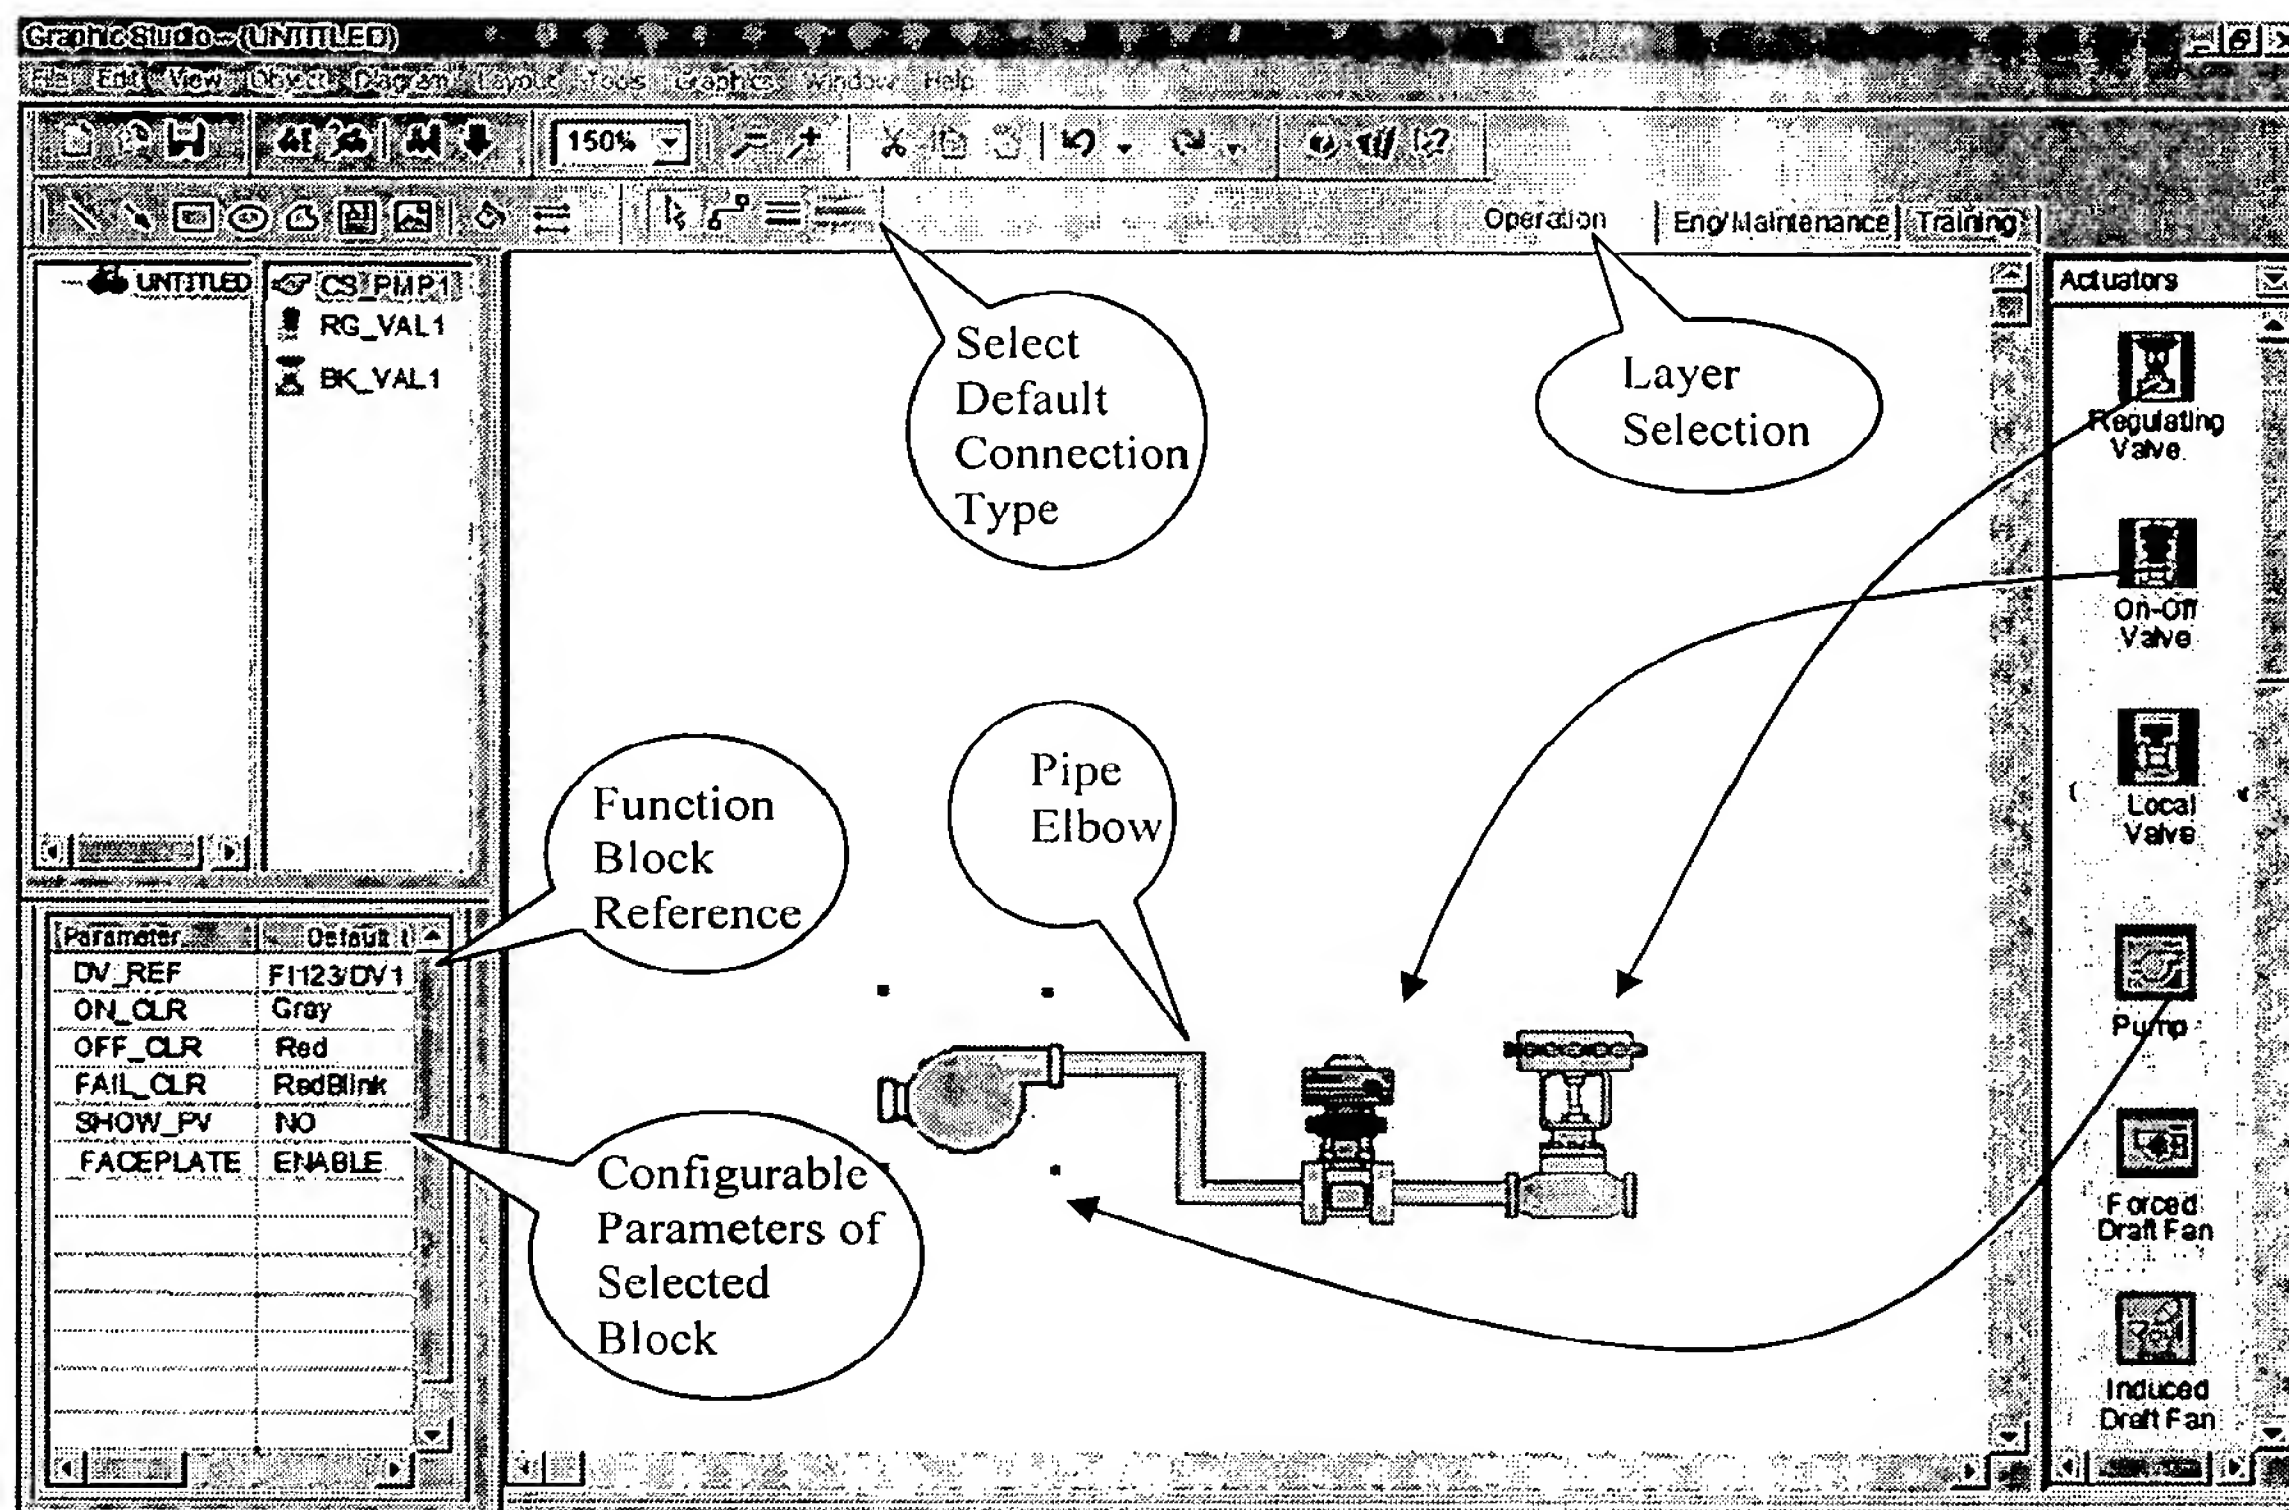 Graphic Studio - (UNTITLED)
File Edit View Object Diagram Layout Tools Graphics Window Help
150%
Operation
Eng/Maintenance
Training
UNTITLED
CS_PMP1
RG_VAL1
BK_VAL1
Select
Default
Connection
Type
Layer
Selection
Actuators
Regulating
Valve
On-Off
Valve
Local
Valve
Pump
Forced
Draft Fan
Induced
Draft Fan
Function
Block
Reference
Pipe
Elbow
Parameter Default
DV_REF FI123/DV1
ON_CLR Gray
OFF_CLR Red
FAIL_CLR RedBlink
SHOW_PV NO
FACEPLATE ENABLE
Configurable
Parameters of
Selected
Block